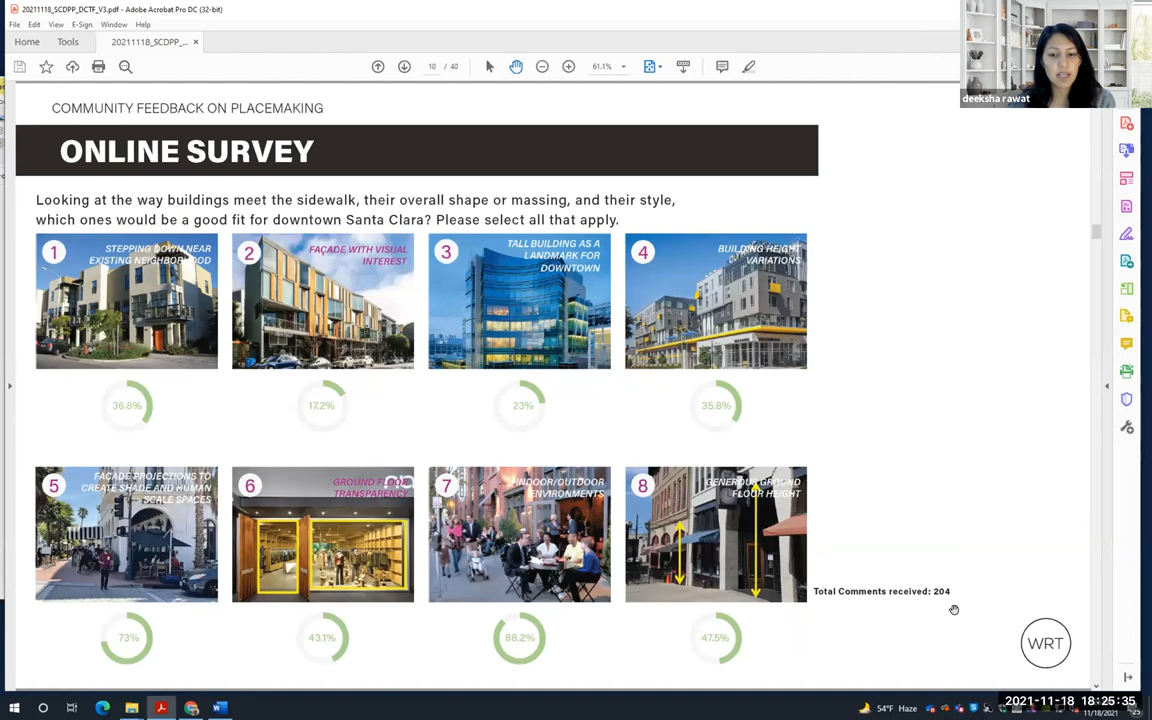 20211118_SCDPP_DCTF_V3.pdf - Adobe Acrobat Pro DC (32-bit)
File Edit View E-Sign Window Help
Home Tools 20211118_SCDPP_... ×
10 / 40 61.1%
deeksha rawat
COMMUNITY FEEDBACK ON PLACEMAKING
ONLINE SURVEY
Looking at the way buildings meet the sidewalk, their overall shape or massing, and their style,
which ones would be a good fit for downtown Santa Clara? Please select all that apply.
1
STEPPING DOWN NEAR
EXISTING NEIGHBORHOOD
2
FAÇADE WITH VISUAL
INTEREST
3
TALL BUILDING AS A
LANDMARK FOR
DOWNTOWN
4
BUILDING HEIGHT
VARIATIONS
36.8% 17.2% 23% 35.8%
5
FACADE PROJECTIONS TO
CREATE SHADE AND HUMAN
SCALE SPACES
6
GROUND FLOOR
TRANSPARENCY
7
INDOOR/OUTDOOR
ENVIRONMENTS
8
GENEROUS GROUND
FLOOR HEIGHT
Total Comments received: 204
73% 43.1% 88.2% 47.5%
WRT
2021-11-18 18:25:35
54°F Haze
11/18/2021